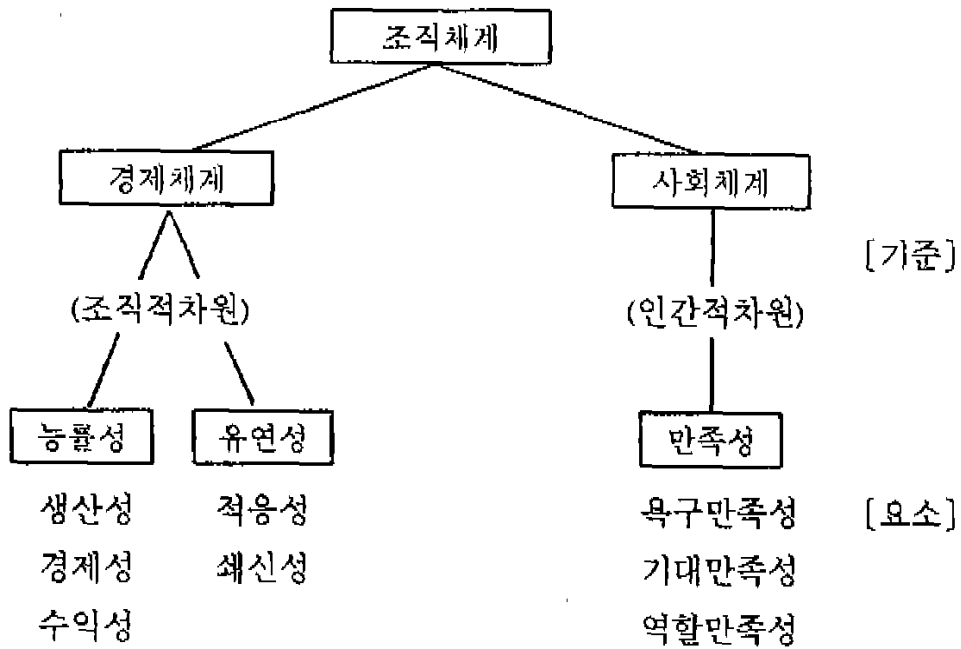 조직체계
경제체계 사회체계
[기준]
(조직적차원) (인간적차원)
능률성 유연성 만족성
생산성 적응성 욕구만족성 [요소]
경제성 쇄신성 기대만족성
수익성 역할만족성